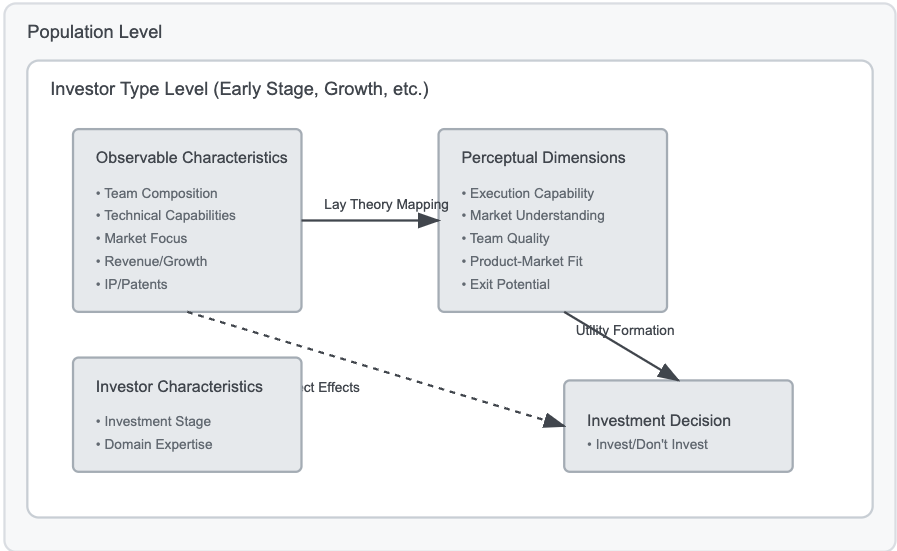 Population Level
Investor Type Level (Early Stage, Growth, etc.)
Observable Characteristics
• Team Composition
• Technical Capabilities
• Market Focus
• Revenue/Growth
• IP/Patents
Lay Theory Mapping
Perceptual Dimensions
• Execution Capability
• Market Understanding
• Team Quality
• Product-Market Fit
• Exit Potential
Utility Formation
Investor Characteristics
• Investment Stage
• Domain Expertise
Effects
Investment Decision
• Invest/Don't Invest